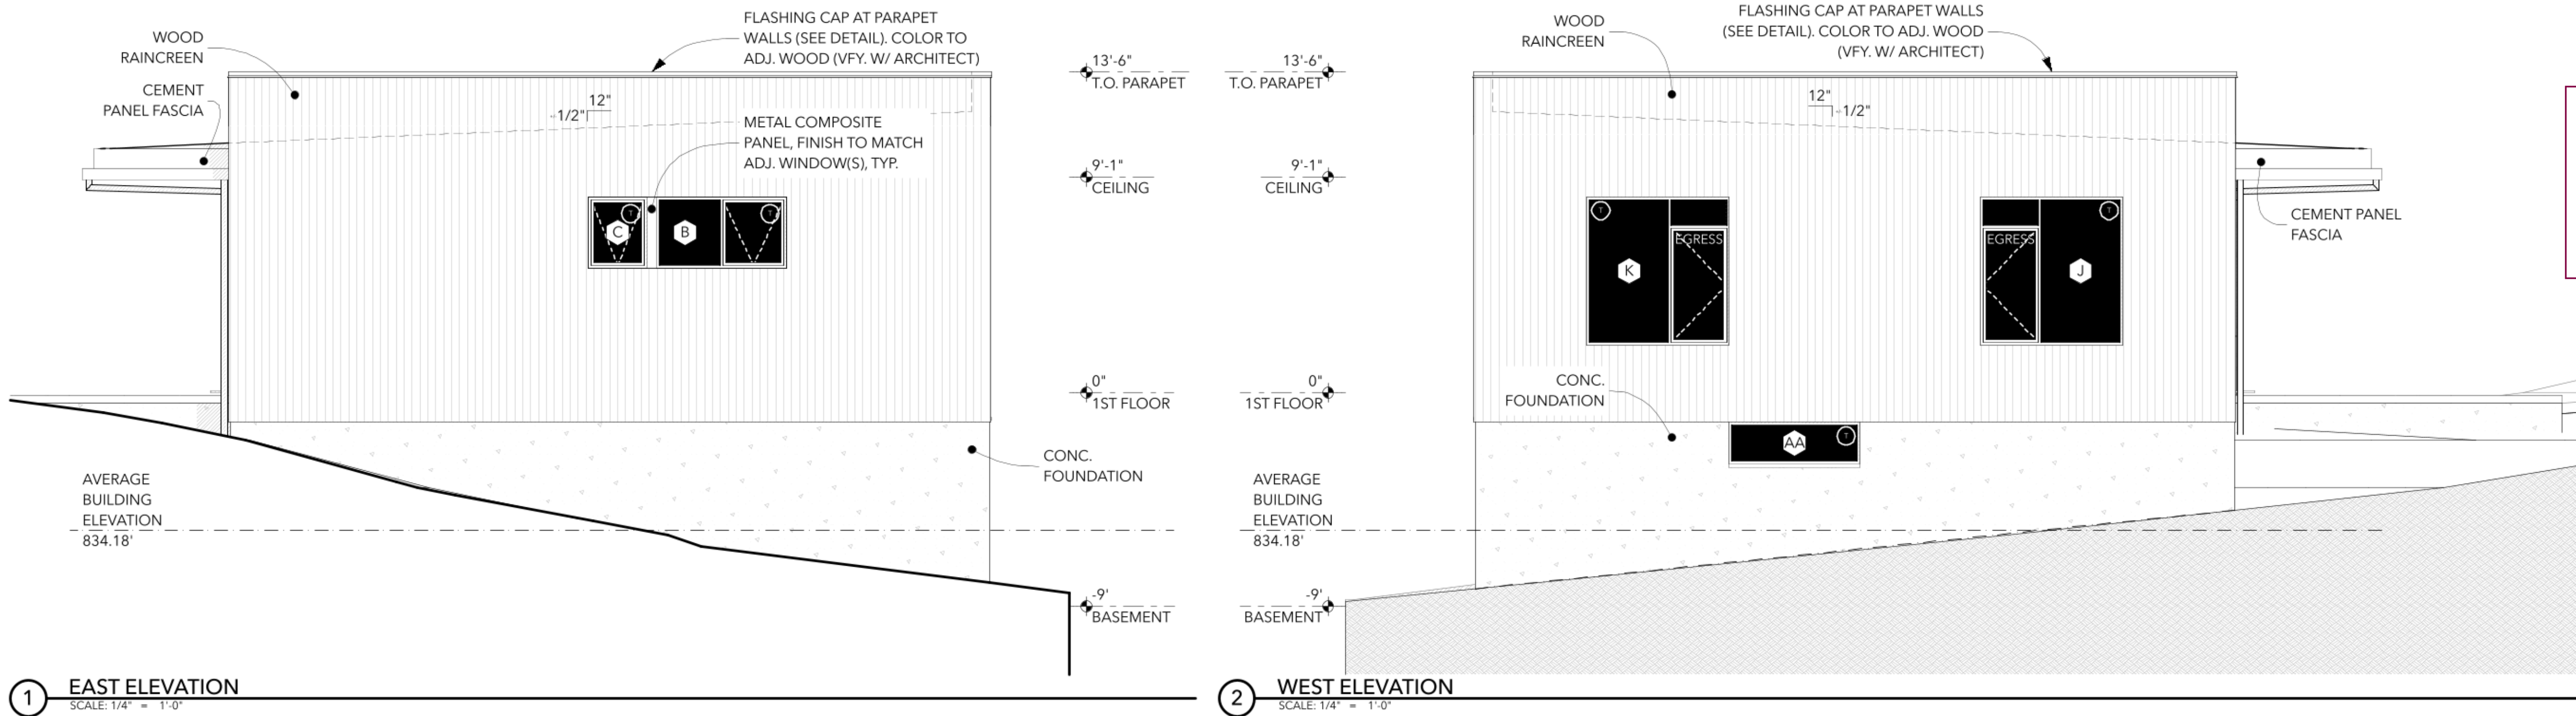 WOOD
RAINCREEN
CEMENT
PANEL FASCIA
FLASHING CAP AT PARAPET
WALLS (SEE DETAIL). COLOR TO
ADJ. WOOD (VFY. W/ ARCHITECT)
12"
1/2"
METAL COMPOSITE
PANEL, FINISH TO MATCH
ADJ. WINDOW(S), TYP.
C
T
B
T
13'-6"
T.O. PARAPET
9'-1"
CEILING
0"
1ST FLOOR
CONC.
FOUNDATION
AVERAGE
BUILDING
ELEVATION
834.18'
-9'
BASEMENT
1
EAST ELEVATION
SCALE: 1/4" = 1'-0"
WOOD
RAINCREEN
FLASHING CAP AT PARAPET WALLS
(SEE DETAIL). COLOR TO ADJ. WOOD
(VFY. W/ ARCHITECT)
13'-6"
T.O. PARAPET
12"
1/2"
9'-1"
CEILING
T
K
EGRESS
EGRESS
T
J
CEMENT PANEL
FASCIA
0"
1ST FLOOR
CONC.
FOUNDATION
AA
T
AVERAGE
BUILDING
ELEVATION
834.18'
-9'
BASEMENT
2
WEST ELEVATION
SCALE: 1/4" = 1'-0"